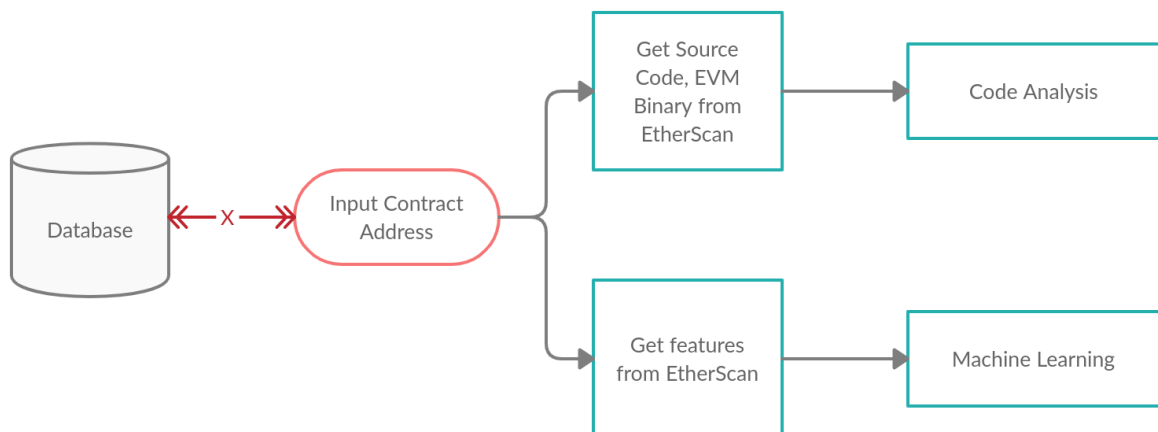 Database
X
Input Contract
Address
Get Source
Code, EVM
Binary from
EtherScan
Code Analysis
Get features
from EtherScan
Machine Learning